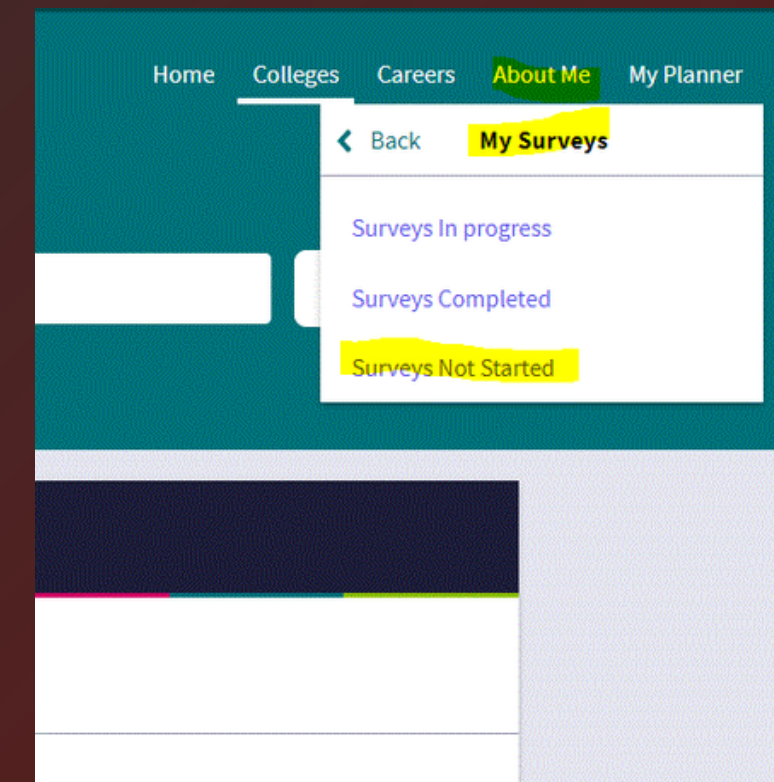 Home Colleges Careers About Me My Planner
Back My Surveys
Surveys In progress
Surveys Completed
Surveys Not Started